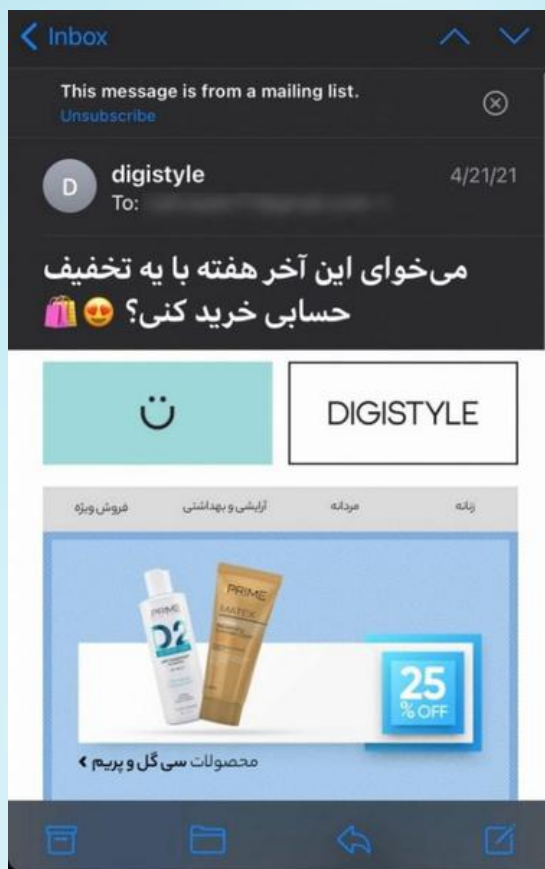 Inbox
This message is from a mailing list.
Unsubscribe
D
digistyle
4/21/21
To:
می‌خوای این آخر هفته با یه تخفیف
حسابی خرید کنی؟ 😍🛍️
DIGISTYLE
زنانه
مردانه
آرایشی و بهداشتی
فروش ویژه
PRIME
D2
PRIME
MATEX
25
% OFF
محصولات سی گل و پریم